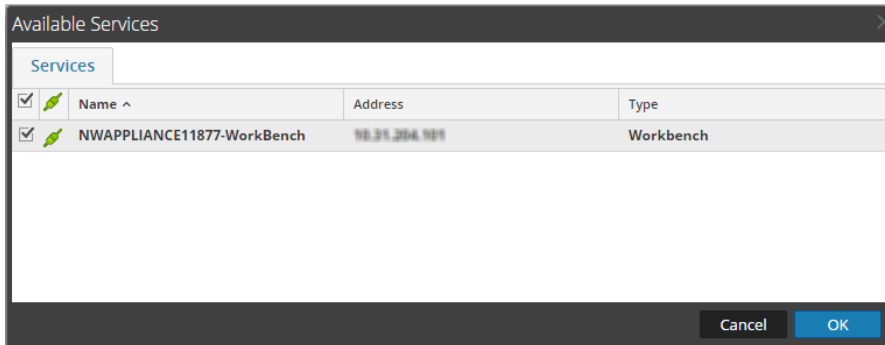 Available Services
Services
Name Address Type
NWAPPLIANCE11877-WorkBench Workbench
Cancel OK